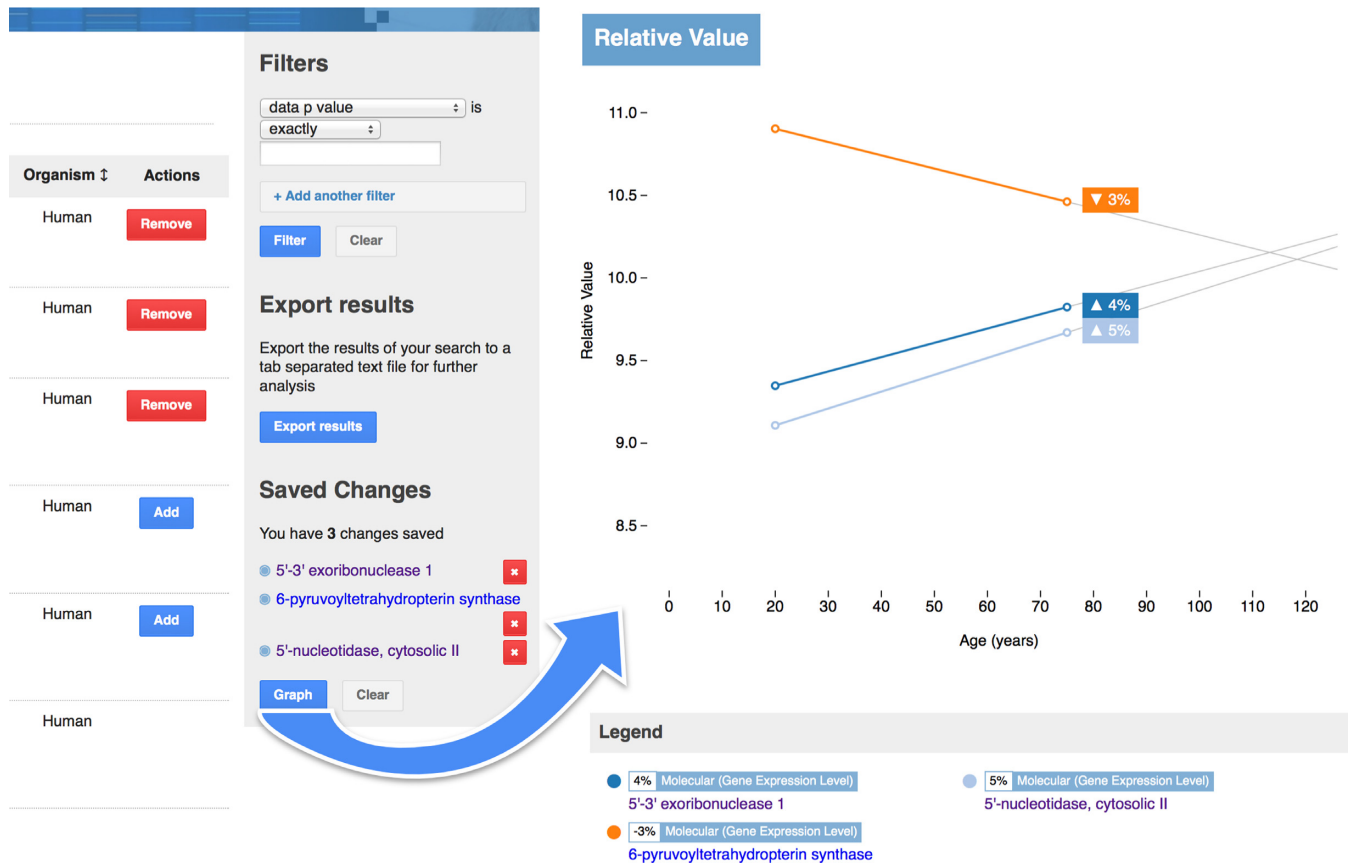 Organism ↕ Actions
Human Remove
Human Remove
Human Remove
Human Add
Human Add
Human
Filters
data p value is
exactly
+ Add another filter
Filter Clear
Export results
Export the results of your search to a
tab separated text file for further
analysis
Export results
Saved Changes
You have 3 changes saved
5'-3' exoribonuclease 1
6-pyruvoyltetrahydropterin synthase
5'-nucleotidase, cytosolic II
Graph Clear
Relative Value
11.0
10.5
10.0
9.5
9.0
8.5
Relative Value
▼ 3%
▲ 4%
▲ 5%
0 10 20 30 40 50 60 70 80 90 100 110 120
Age (years)
Legend
4% Molecular (Gene Expression Level)
5'-3' exoribonuclease 1
-3% Molecular (Gene Expression Level)
6-pyruvoyltetrahydropterin synthase
5% Molecular (Gene Expression Level)
5'-nucleotidase, cytosolic II